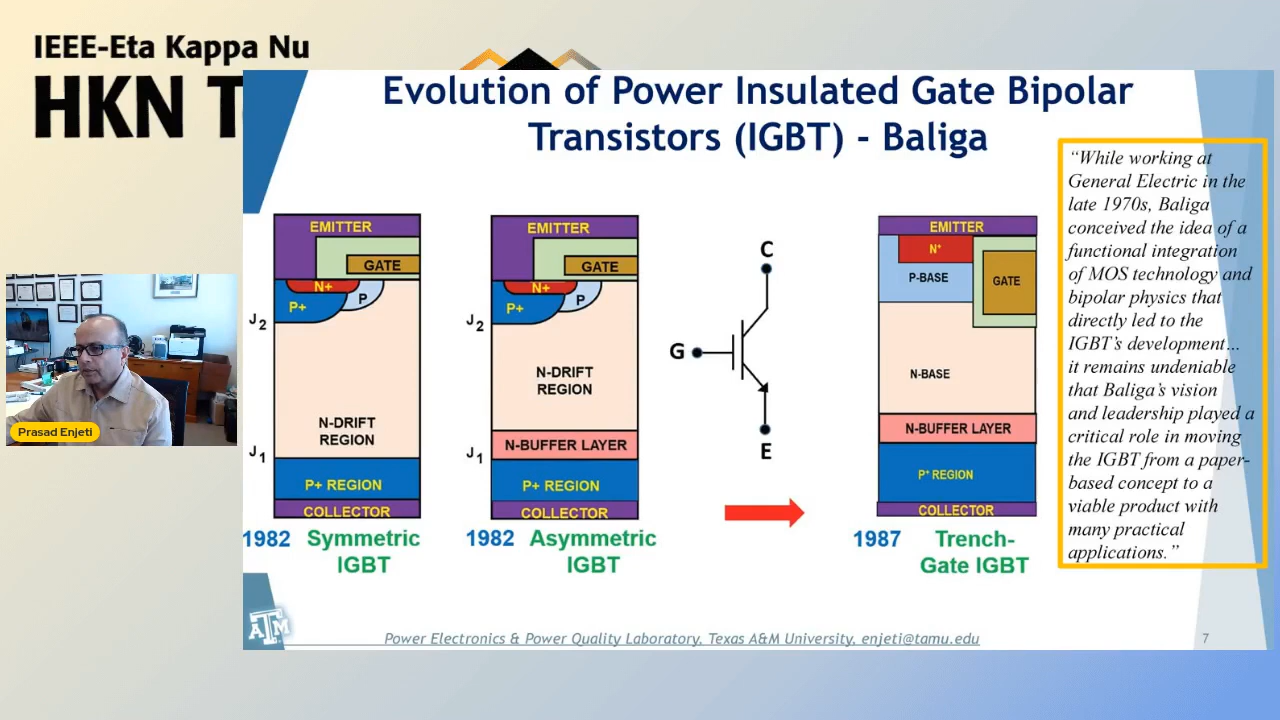 IEEE-Eta Kappa Nu
HKN T
Evolution of Power Insulated Gate Bipolar
Transistors (IGBT) - Baliga
EMITTER
GATE
N+
P+
P
J2
N-DRIFT
REGION
J1
P+ REGION
COLLECTOR
1982 Symmetric
IGBT
EMITTER
GATE
N+
P+
P
J2
N-DRIFT
REGION
N-BUFFER LAYER
J1
P+ REGION
COLLECTOR
1982 Asymmetric
IGBT
C
G
E
EMITTER
N+
P-BASE
GATE
N-BASE
N-BUFFER LAYER
P+ REGION
COLLECTOR
1987 Trench-
Gate IGBT
“While working at
General Electric in the
late 1970s, Baliga
conceived the idea of a
functional integration
of MOS technology and
bipolar physics that
directly led to the
IGBT’s development…
it remains undeniable
that Baliga’s vision
and leadership played a
critical role in moving
the IGBT from a paper-
based concept to a
viable product with
many practical
applications.”
Prasad Enjeti
ATM
Power Electronics & Power Quality Laboratory, Texas A&M University, enjeti@tamu.edu
7